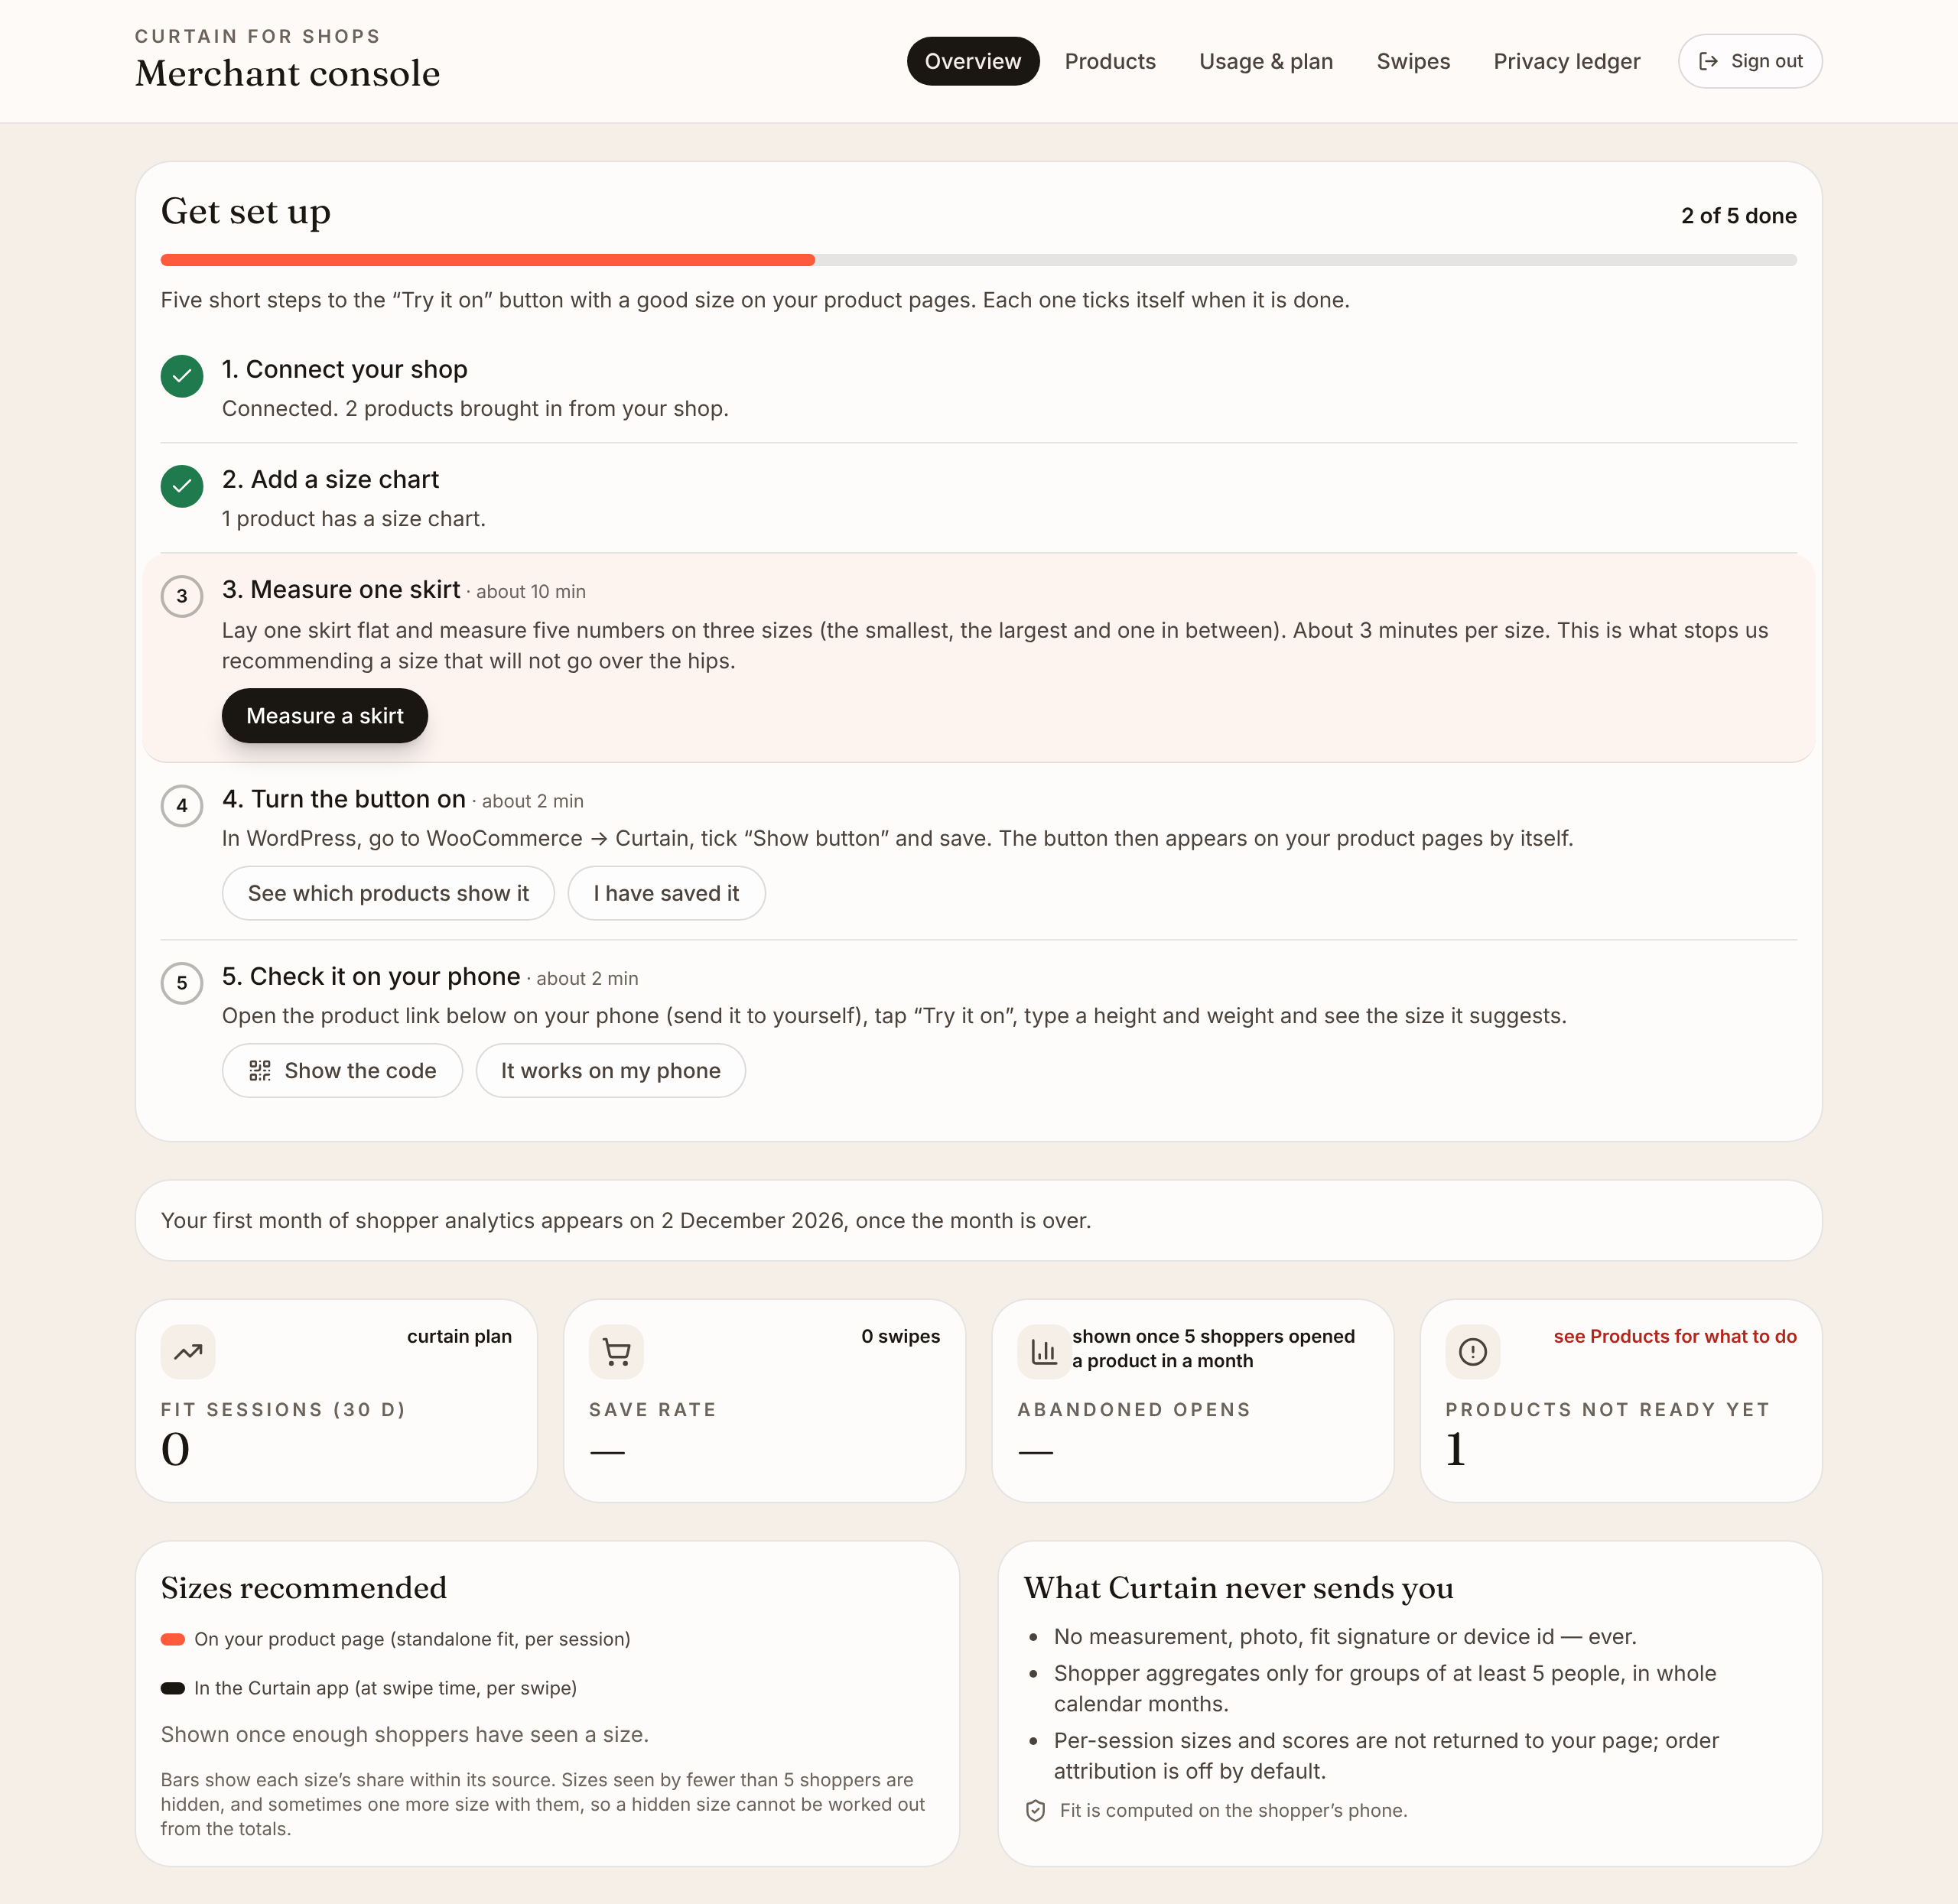 CURTAIN FOR SHOPS
Merchant console
Overview
Products
Usage & plan
Swipes
Privacy ledger
Sign out
Get set up
2 of 5 done
Five short steps to the “Try it on” button with a good size on your product pages. Each one ticks itself when it is done.
1. Connect your shop
Connected. 2 products brought in from your shop.
2. Add a size chart
1 product has a size chart.
3
3. Measure one skirt · about 10 min
Lay one skirt flat and measure five numbers on three sizes (the smallest, the largest and one in between). About 3 minutes per size. This is what stops us
recommending a size that will not go over the hips.
Measure a skirt
4
4. Turn the button on · about 2 min
In WordPress, go to WooCommerce → Curtain, tick “Show button” and save. The button then appears on your product pages by itself.
See which products show it
I have saved it
5
5. Check it on your phone · about 2 min
Open the product link below on your phone (send it to yourself), tap “Try it on”, type a height and weight and see the size it suggests.
Show the code
It works on my phone
Your first month of shopper analytics appears on 2 December 2026, once the month is over.
curtain plan
FIT SESSIONS (30 D)
0
0 swipes
SAVE RATE
—
shown once 5 shoppers opened
a product in a month
ABANDONED OPENS
—
see Products for what to do
PRODUCTS NOT READY YET
1
Sizes recommended
On your product page (standalone fit, per session)
In the Curtain app (at swipe time, per swipe)
Shown once enough shoppers have seen a size.
Bars show each size’s share within its source. Sizes seen by fewer than 5 shoppers are
hidden, and sometimes one more size with them, so a hidden size cannot be worked out
from the totals.
What Curtain never sends you
• No measurement, photo, fit signature or device id — ever.
• Shopper aggregates only for groups of at least 5 people, in whole
calendar months.
• Per-session sizes and scores are not returned to your page; order
attribution is off by default.
Fit is computed on the shopper’s phone.